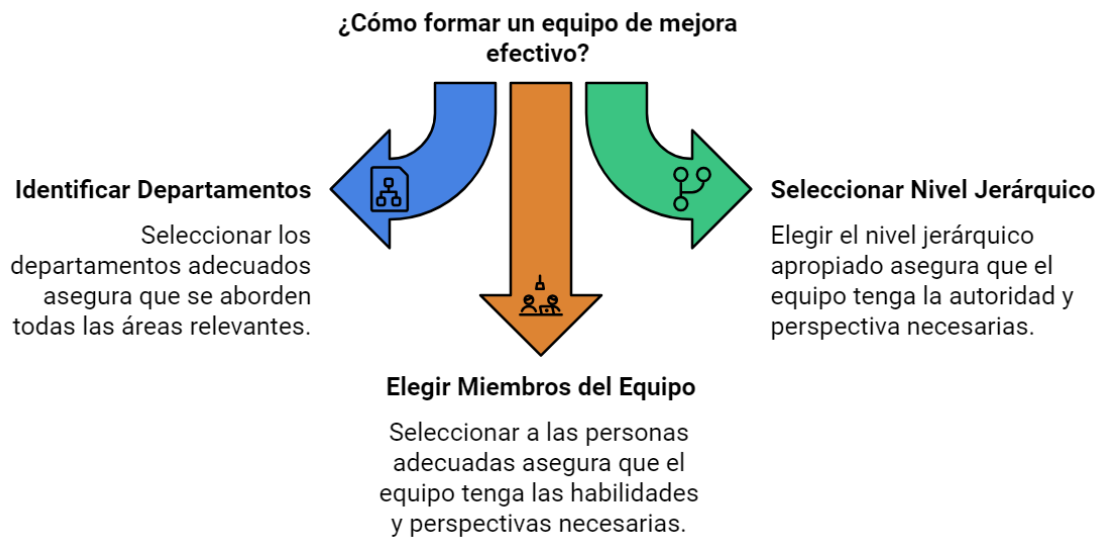 ¿Cómo formar un equipo de mejora
efectivo?
Identificar Departamentos
Seleccionar los
departamentos adecuados
asegura que se aborden
todas las áreas relevantes.
Elegir Miembros del Equipo
Seleccionar a las personas
adecuadas asegura que el
equipo tenga las habilidades
y perspectivas necesarias.
Seleccionar Nivel Jerárquico
Elegir el nivel jerárquico
apropiado asegura que el
equipo tenga la autoridad y
perspectiva necesarias.